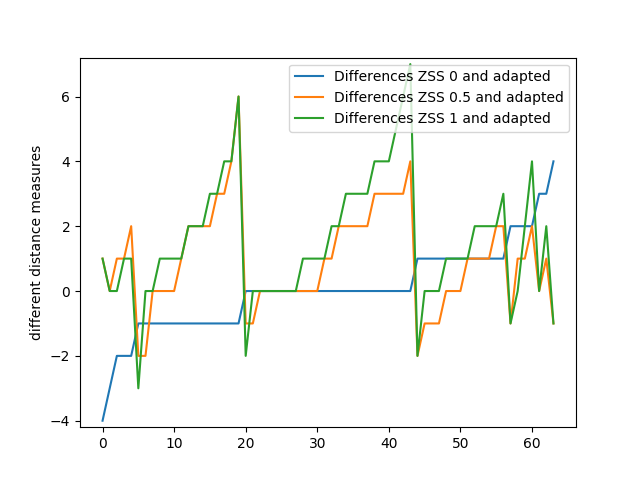 Differences ZSS 0 and adapted
Differences ZSS 0.5 and adapted
Differences ZSS 1 and adapted
different distance measures
6
4
2
0
−2
−4
0 10 20 30 40 50 60